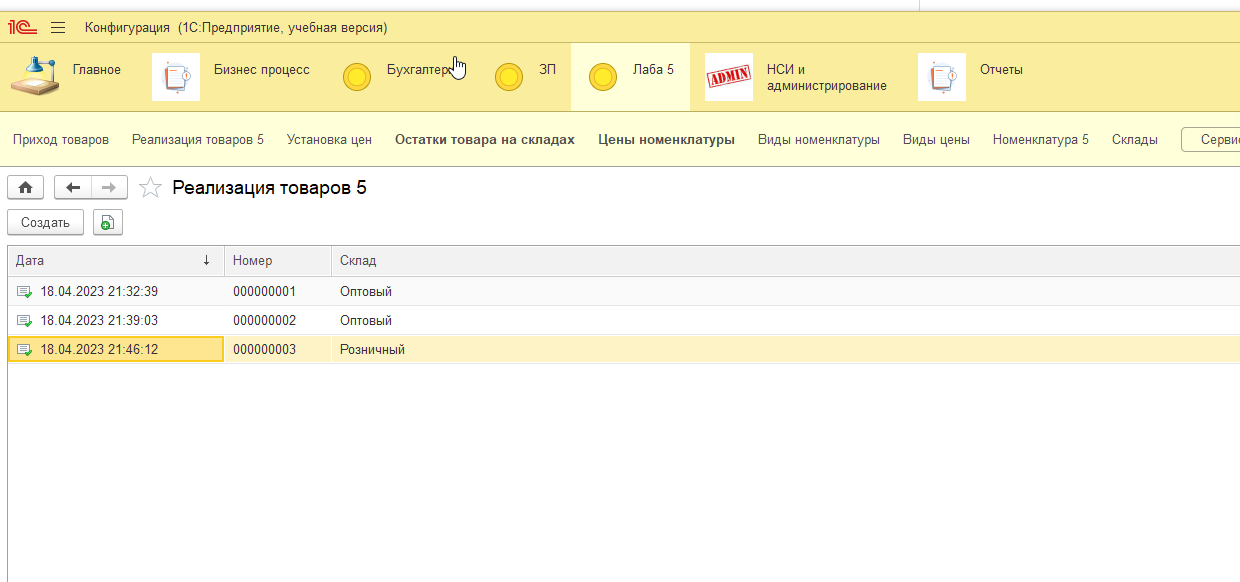 1С Конфигурация (1С:Предприятие, учебная версия)
Главное Бизнес процесс Бухгалтер ЗП Лаба 5 ADMIN НСИ и администрирование Отчеты
Приход товаров Реализация товаров 5 Установка цен Остатки товара на складах Цены номенклатуры Виды номенклатуры Виды цены Номенклатура 5 Склады Серви
Реализация товаров 5
Создать
Дата ↓ Номер Склад
18.04.2023 21:32:39 000000001 Оптовый
18.04.2023 21:39:03 000000002 Оптовый
18.04.2023 21:46:12 000000003 Розничный